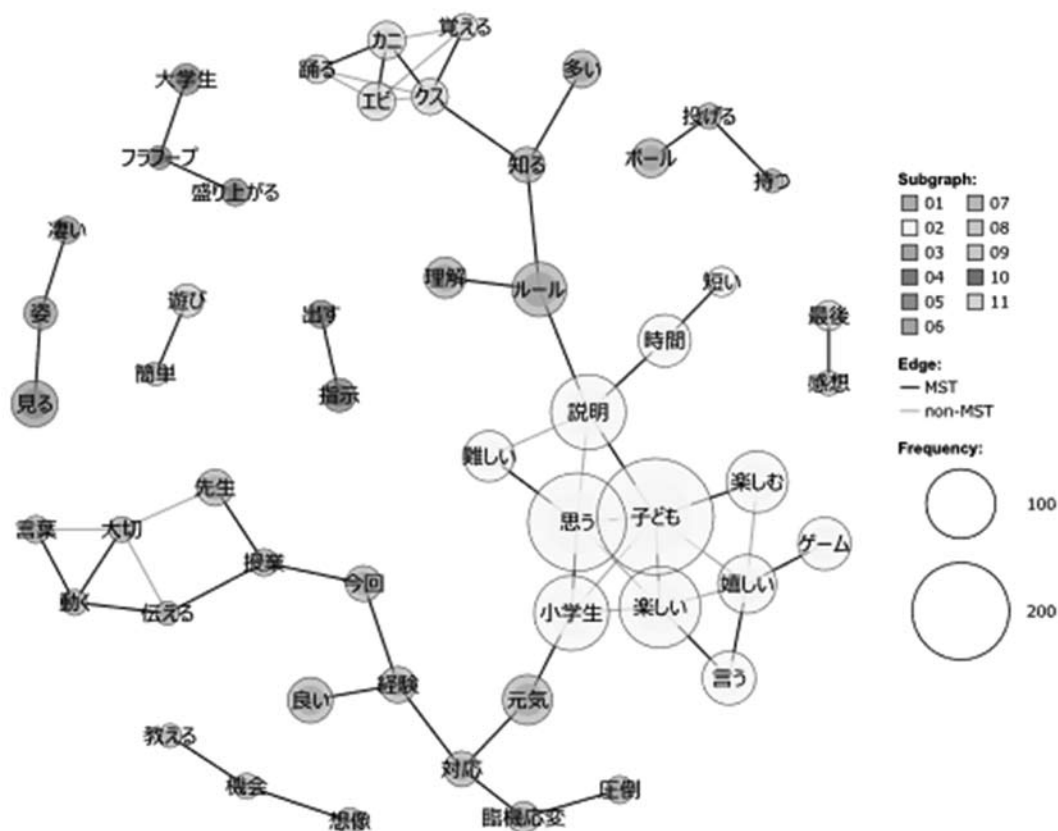 覚える
カニ
踊る
エビ
クス
多い
大学生
投げる
フラフープ
ボール
知る
持つ
盛り上がる
凄い
理解
ルール
短い
遊び
姿
出す
最後
時間
簡単
指示
感想
見る
説明
難しい
楽しむ
先生
思う
子ども
言葉
大切
ゲーム
授業
今回
嬉しい
動く
伝える
小学生
楽しい
言う
経験
良い
元気
教える
対応
機会
圧倒
想像
臨機応変
Subgraph:
01 07
02 08
03 09
04 10
05 11
06
Edge:
MST
non-MST
Frequency:
100
200